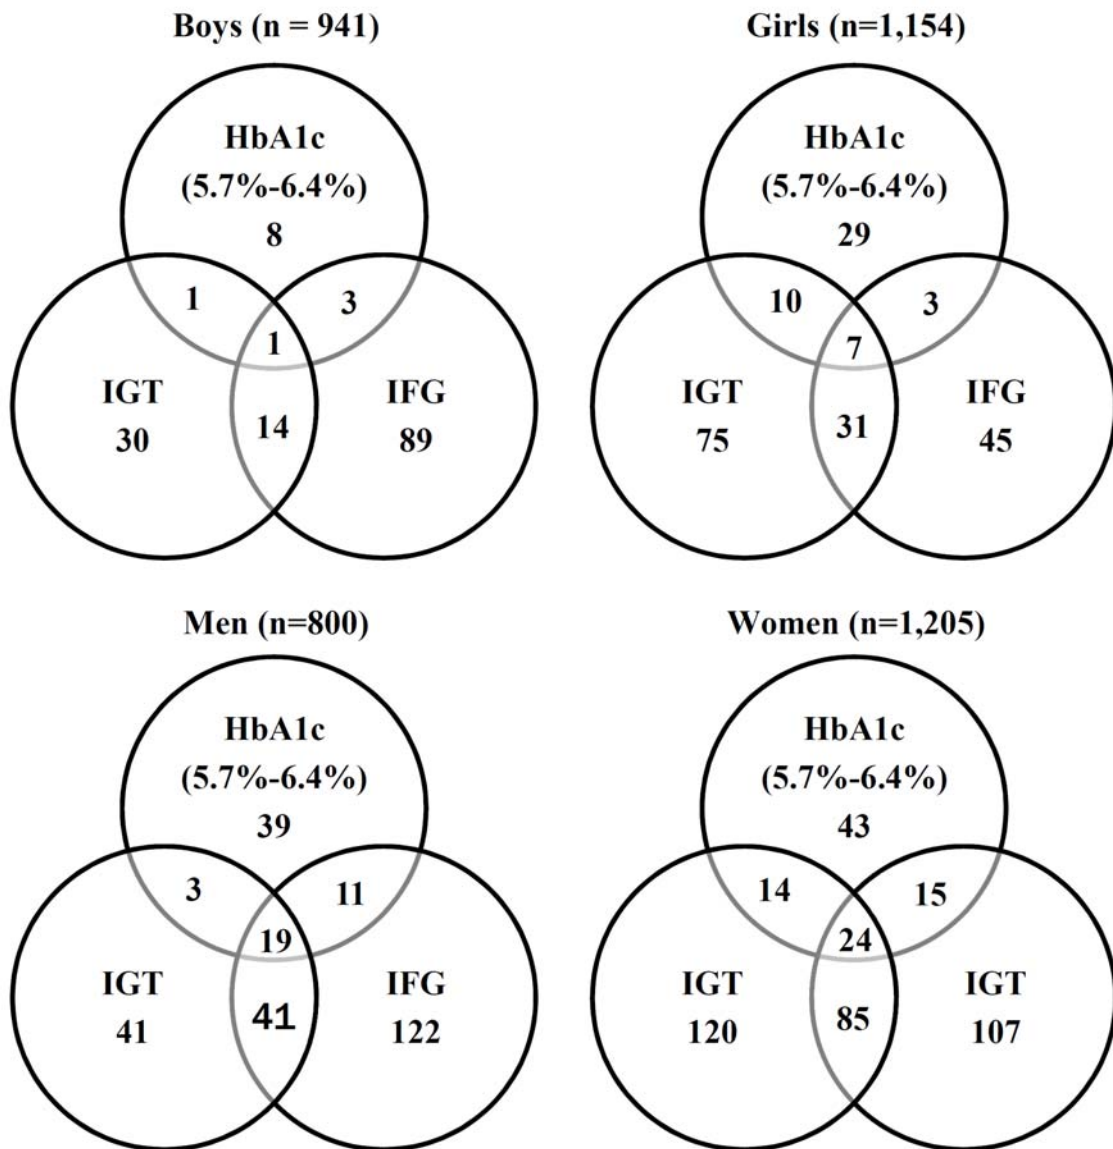 Boys (n = 941)
HbA1c
(5.7%-6.4%)
8
1
3
1
IGT
30
14
IFG
89
Girls (n=1,154)
HbA1c
(5.7%-6.4%)
29
10
3
7
IGT
75
31
IFG
45
Men (n=800)
HbA1c
(5.7%-6.4%)
39
3
11
19
IGT
41
41
IFG
122
Women (n=1,205)
HbA1c
(5.7%-6.4%)
43
14
15
24
IGT
120
85
IGT
107